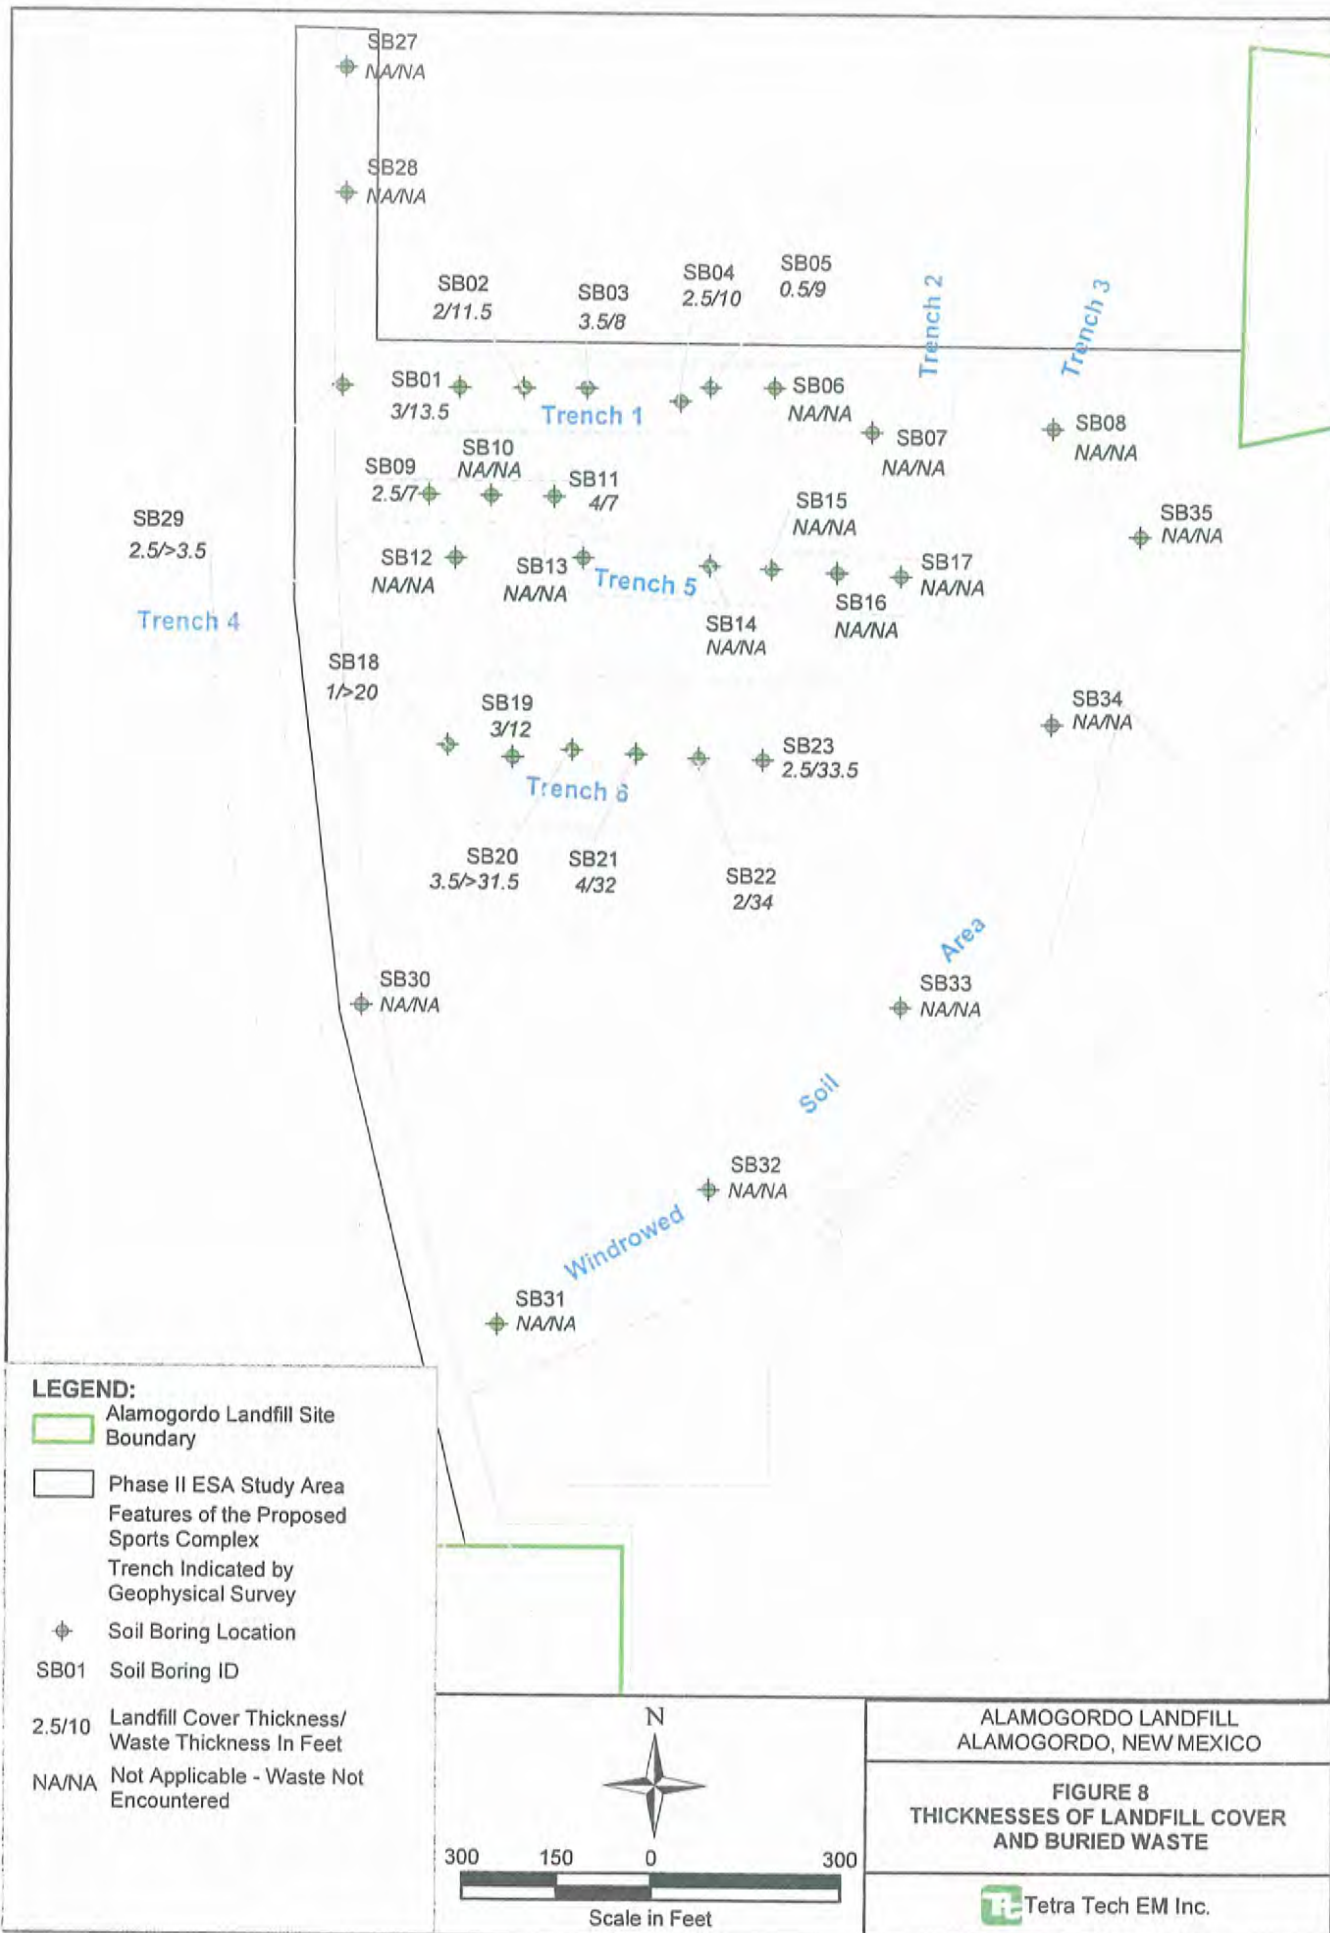 SB27
NA/NA
SB28
NA/NA
SB02
2/11.5
SB03
3.5/8
SB04
2.5/10
SB05
0.5/9
Trench 2
Trench 3
SB01
3/13.5
Trench 1
SB06
NA/NA
SB07
NA/NA
SB08
NA/NA
SB09
2.5/7
SB10
NA/NA
SB11
4/7
SB15
NA/NA
SB35
NA/NA
SB29
2.5/>3.5
Trench 4
SB12
NA/NA
SB13
NA/NA
Trench 5
SB14
NA/NA
SB16
NA/NA
SB17
NA/NA
SB18
1/>20
SB19
3/12
Trench 6
SB23
2.5/33.5
SB34
NA/NA
SB20
3.5/>31.5
SB21
4/32
SB22
2/34
SB30
NA/NA
SB33
NA/NA
SB32
NA/NA
SB31
NA/NA
Windrowed Soil Area
LEGEND:
Alamogordo Landfill Site
Boundary
Phase II ESA Study Area
Features of the Proposed
Sports Complex
Trench Indicated by
Geophysical Survey
Soil Boring Location
SB01 Soil Boring ID
2.5/10 Landfill Cover Thickness/
Waste Thickness In Feet
NA/NA Not Applicable - Waste Not
Encountered
N
300 150 0 300
Scale in Feet
ALAMOGORDO LANDFILL
ALAMOGORDO, NEW MEXICO
FIGURE 8
THICKNESSES OF LANDFILL COVER
AND BURIED WASTE
Tt Tetra Tech EM Inc.